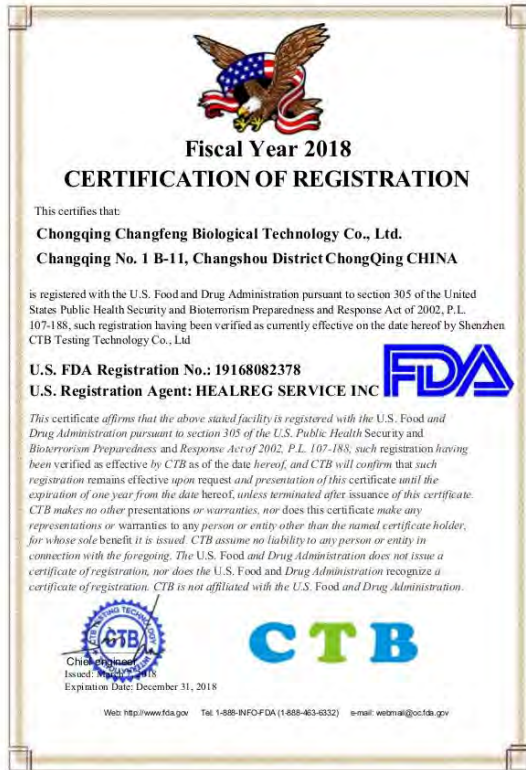 Fiscal Year 2018
CERTIFICATION OF REGISTRATION
This certifies that:
Chongqing Changfeng Biological Technology Co., Ltd.
Changqing No. 1 B-11, Changshou District ChongQing CHINA
is registered with the U.S. Food and Drug Administration pursuant to section 305 of the United
States Public Health Security and Bioterrorism Preparedness and Response Act of 2002, P.L.
107-188, such registration having been verified as currently effective on the date hereof by Shenzhen
CTB Testing Technology Co., Ltd
U.S. FDA Registration No.: 19168082378
U.S. Registration Agent: HEALREG SERVICE INC
FDA
This certificate affirms that the above stated facility is registered with the U.S. Food and
Drug Administration pursuant to section 305 of the U.S. Public Health Security and
Bioterrorism Preparedness and Response Act of 2002, P.L. 107-188, such registration having
been verified as effective by CTB as of the date hereof, and CTB will confirm that such
registration remains effective upon request and presentation of this certificate until the
expiration of one year from the date hereof, unless terminated after issuance of this certificate.
CTB makes no other presentations or warranties, nor does this certificate make any
representations or warranties to any person or entity other than the named certificate holder,
for whose sole benefit it is issued. CTB assume no liability to any person or entity in
connection with the foregoing. The U.S. Food and Drug Administration does not issue a
certificate of registration, nor does the U.S. Food and Drug Administration recognize a
certificate of registration. CTB is not affiliated with the U.S. Food and Drug Administration.
CTB TESTING TECHNOLOGY
CTB
CTB
Chief engineer
Issued: 2018
Expiration Date: December 31, 2018
Web: http://www.fda.gov Tel: 1-888-INFO-FDA (1-888-463-6332) e-mail: webmail@oc.fda.gov